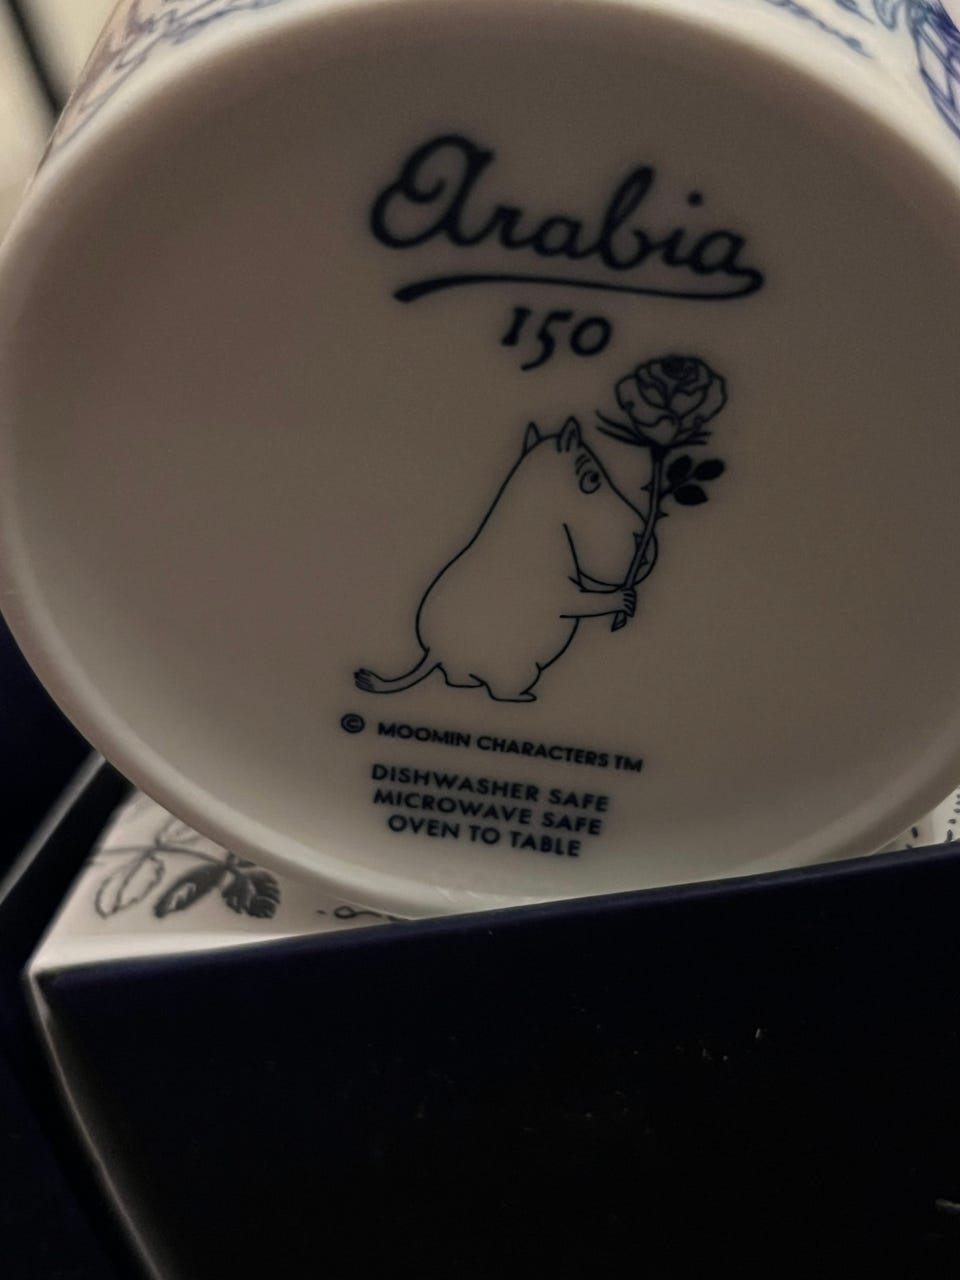 Arabia
150
© MOOMIN CHARACTERS TM
DISHWASHER SAFE
MICROWAVE SAFE
OVEN TO TABLE